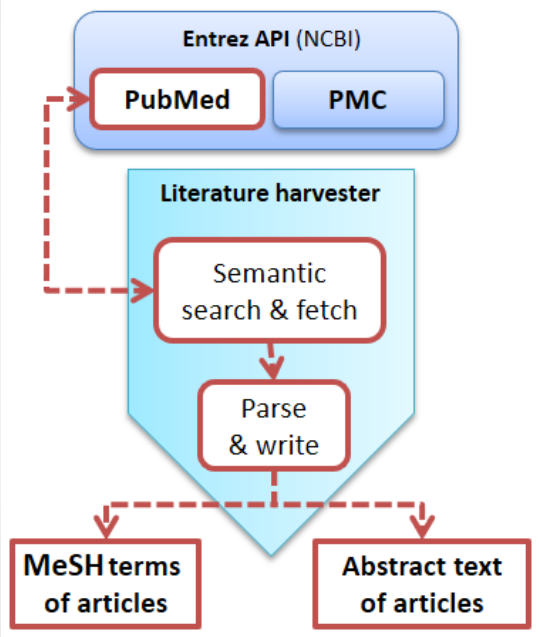 Entrez API (NCBI)
PubMed
PMC
Literature harvester
Semantic
search & fetch
Parse
& write
MeSH terms
of articles
Abstract text
of articles